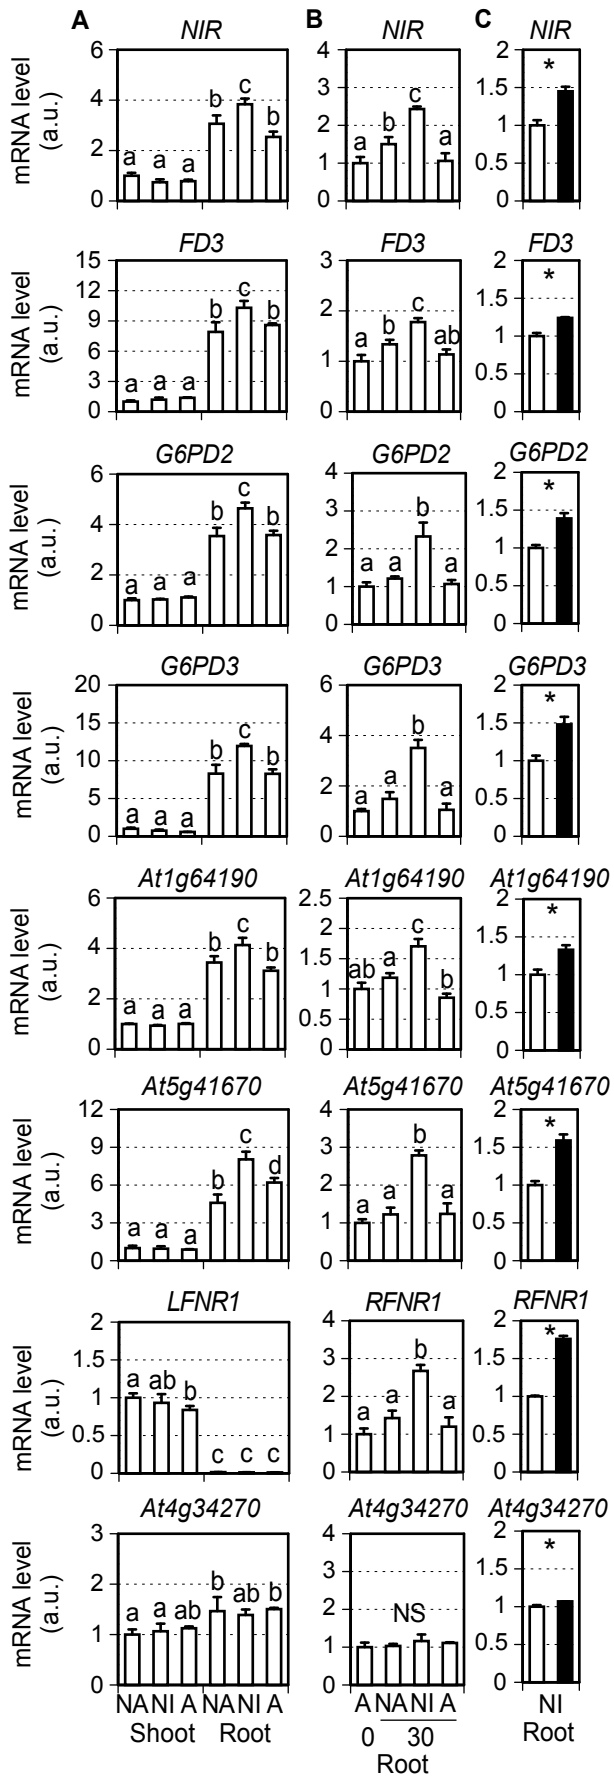 A B C
NIR NIR NIR
mRNA level
(a.u.)
6 4 2 0
a a a b c b
4 3 2 1 0
a b c a
2 1.5 1 0.5 0
*
FD3 FD3 FD3
mRNA level
(a.u.)
15 12 9 6 3 0
a a a b c b
3 2 1 0
a b c ab
2 1.5 1 0.5 0
*
G6PD2 G6PD2 G6PD2
mRNA level
(a.u.)
6 4 2 0
a a a b c b
4 3 2 1 0
a a b a
2 1.5 1 0.5 0
*
G6PD3 G6PD3 G6PD3
mRNA level
(a.u.)
20 15 10 5 0
a a a b c b
6 4 2 0
a a b a
2 1.5 1 0.5 0
*
At1g64190 At1g64190 At1g64190
mRNA level
(a.u.)
6 4 2 0
a a a b c b
2.5 2 1.5 1 0.5 0
ab a c b
2 1.5 1 0.5 0
*
At5g41670 At5g41670 At5g41670
mRNA level
(a.u.)
12 9 6 3 0
a a a b c d
4 3 2 1 0
a a b a
2 1.5 1 0.5 0
*
LFNR1 RFNR1 RFNR1
mRNA level
(a.u.)
2 1.5 1 0.5 0
a ab b c c c
4 3 2 1 0
a a b a
2 1.5 1 0.5 0
*
At4g34270 At4g34270 At4g34270
mRNA level
(a.u.)
3 2 1 0
a a ab b ab b
4 3 2 1 0
NS
2 1.5 1 0.5 0
*
NA NI A NA NI A A NA NI A NI
Shoot Root 0 30 Root
Root